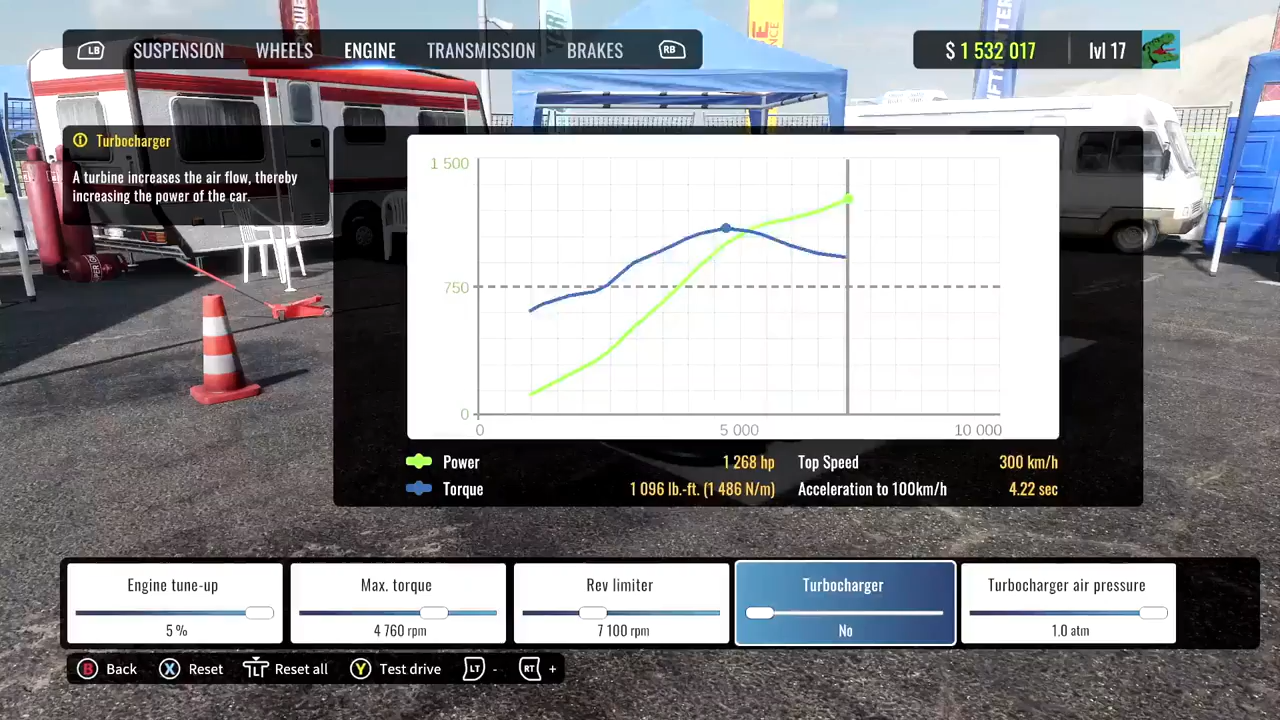 LB SUSPENSION WHEELS ENGINE TRANSMISSION BRAKES RB
$ 1 532 017 lvl 17
Turbocharger
A turbine increases the air flow, thereby
increasing the power of the car.
1 500
750
0
0 5 000 10 000
Power 1 268 hp Top Speed 300 km/h
Torque 1 096 lb.-ft. (1 486 N/m) Acceleration to 100km/h 4.22 sec
Engine tune-up Max. torque Rev limiter Turbocharger Turbocharger air pressure
5 % 4 760 rpm 7 100 rpm No 1.0 atm
B Back X Reset LT Reset all Y Test drive LT - RT +